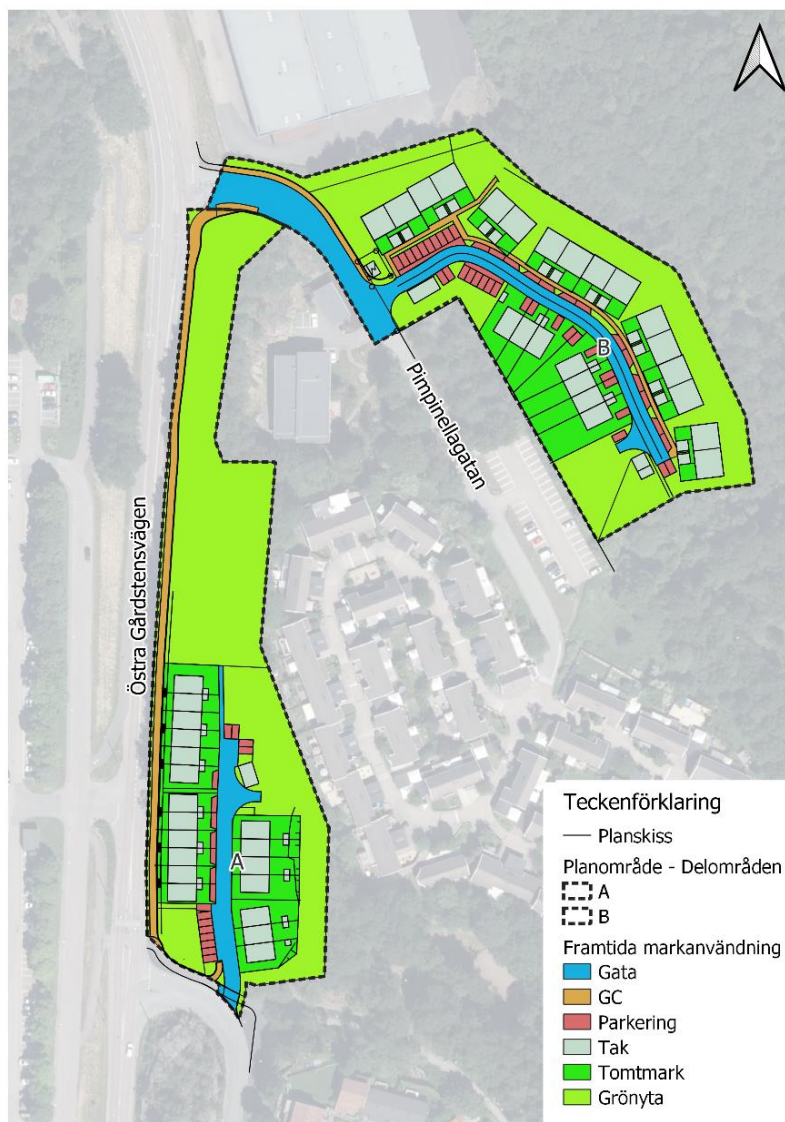 Pimpinellagatan
B
Östra Gårdstensvägen
A
Teckenförklaring
Planskiss
Planområde - Delområden
A
B
Framtida markanvändning
Gata
GC
Parkering
Tak
Tomtmark
Grönyta